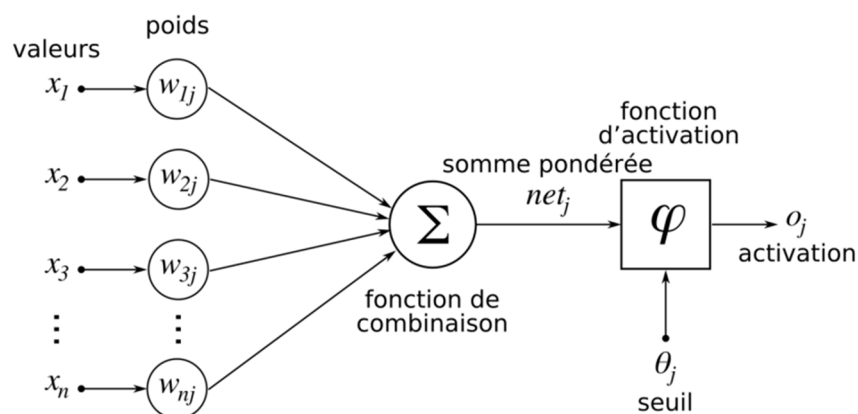 poids
valeurs
x1
w1j
x2
w2j
x3
w3j
⋮ ⋮
xn
wnj
Σ
fonction de
combinaison
somme pondérée
netj
fonction
d'activation
φ
oj
activation
θj
seuil